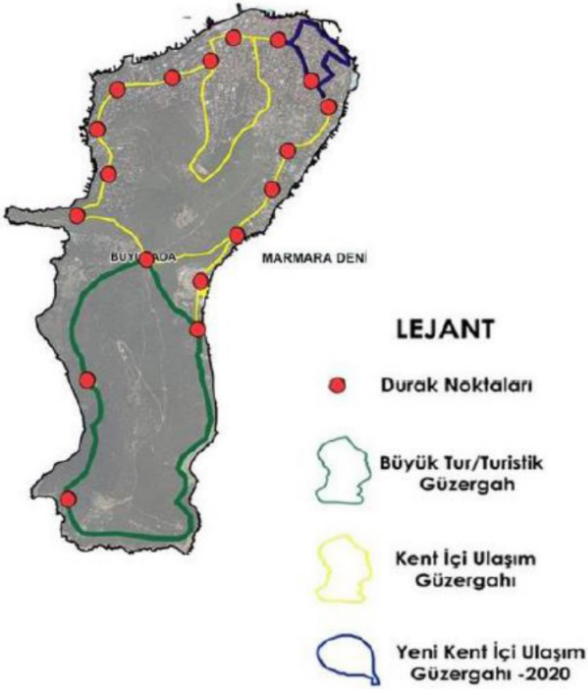 BÜYÜKADA
MARMARA DENİ
LEJANT
Durak Noktaları
Büyük Tur/Turistik
Güzergah
Kent İçi Ulaşım
Güzergahı
Yeni Kent İçi Ulaşım
Güzergahı -2020